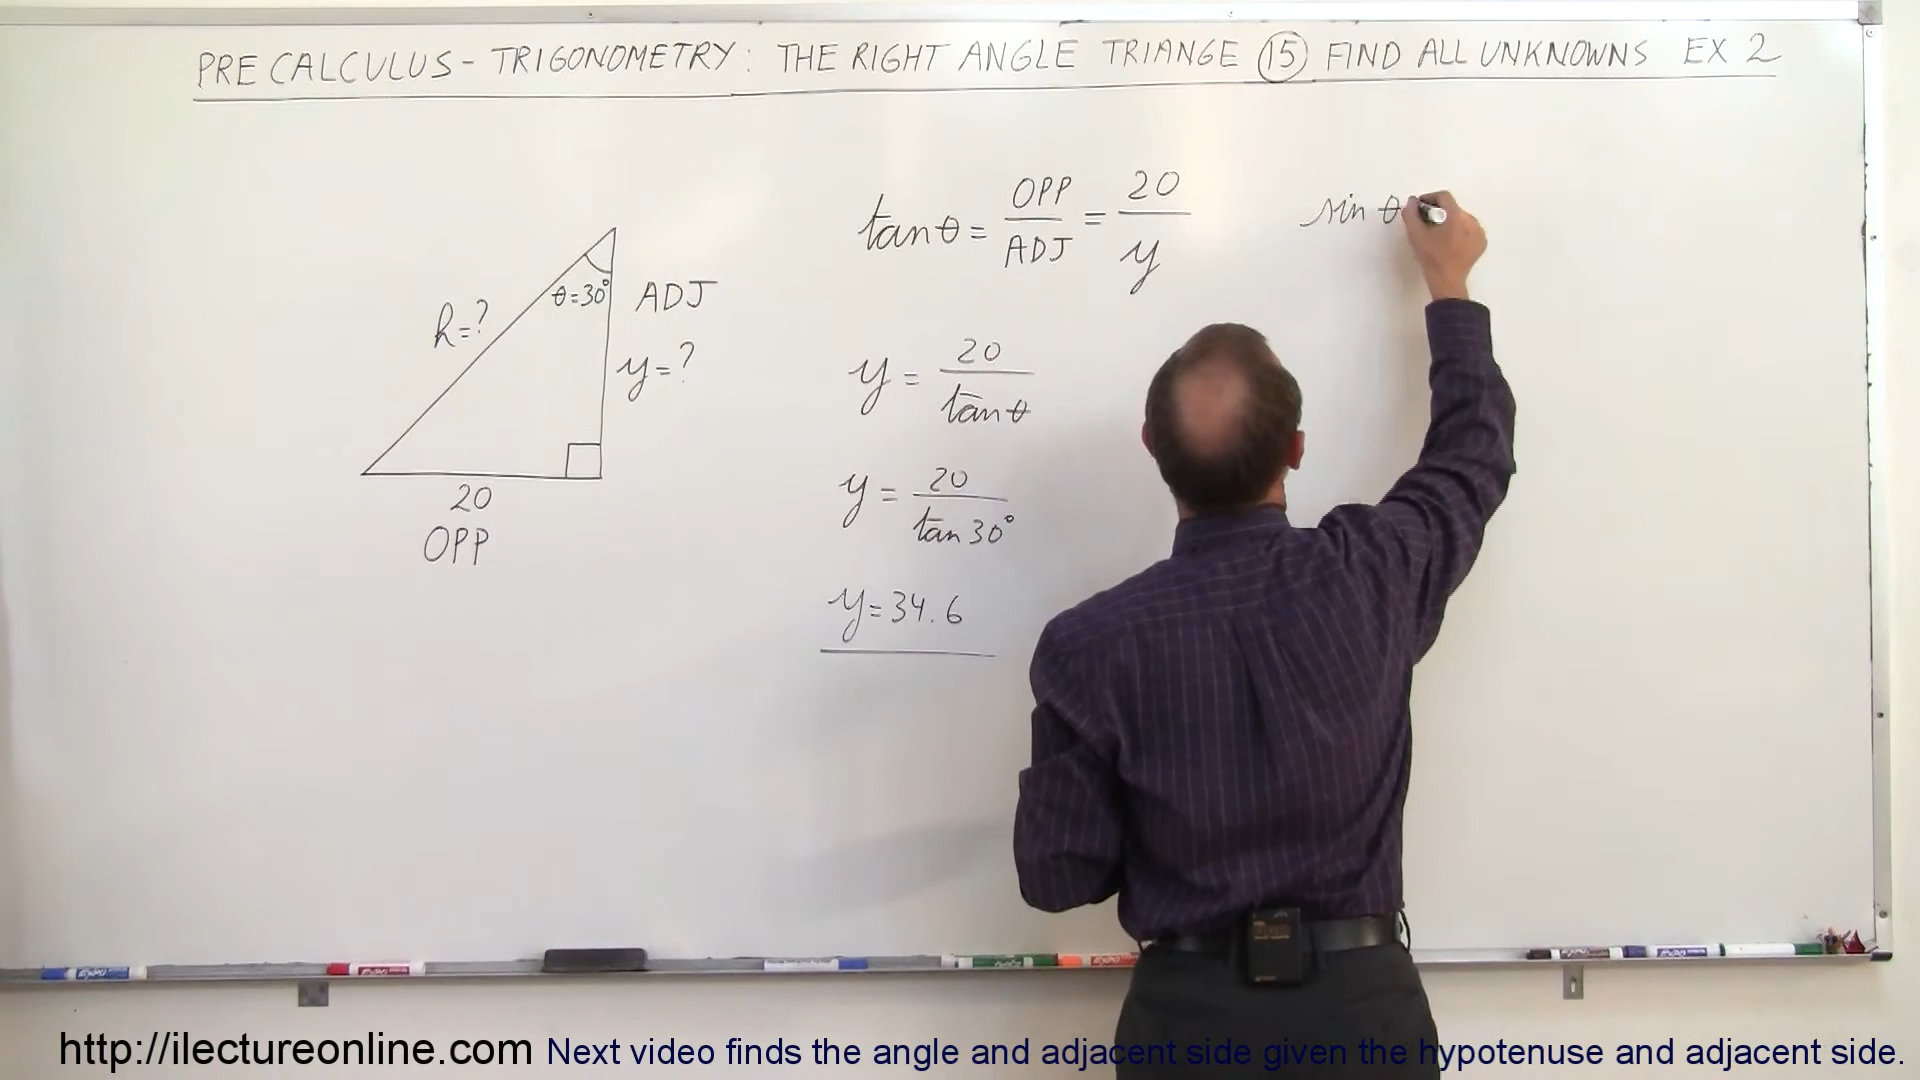 PRE CALCULUS - TRIGONOMETRY: THE RIGHT ANGLE TRIANGE 15 FIND ALL UNKNOWNS EX 2
h=?
θ=30°
ADJ
y=?
20
OPP
tanθ = OPP/ADJ = 20/y
y = 20/tanθ
y = 20/tan 30°
y=34.6
sin θ
http://ilectureonline.com Next video finds the angle and adjacent side given the hypotenuse and adjacent side.